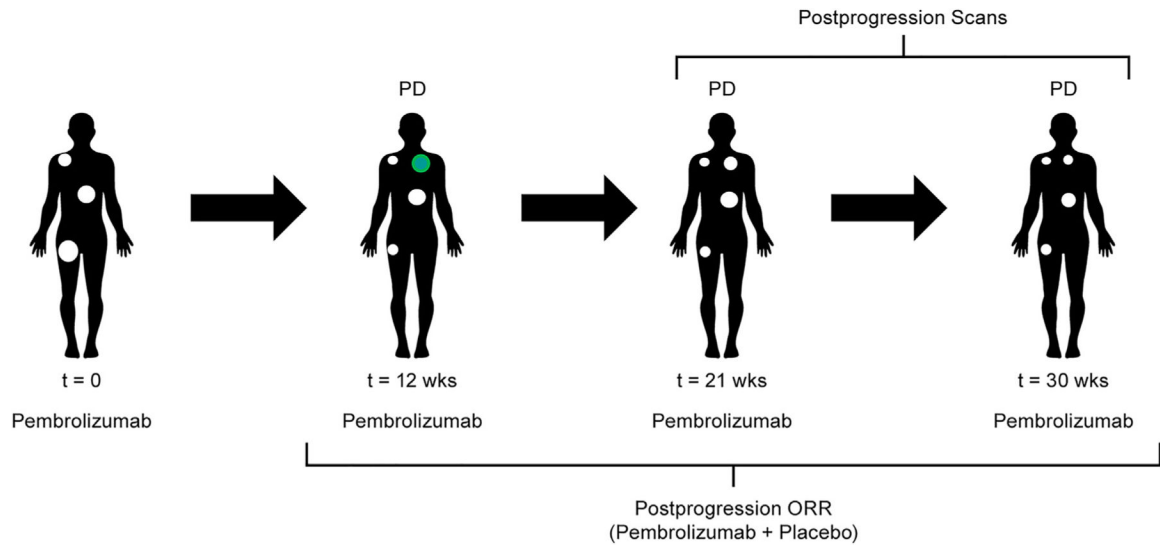 Postprogression Scans
PD
PD
PD
t = 0
t = 12 wks
t = 21 wks
t = 30 wks
Pembrolizumab
Pembrolizumab
Pembrolizumab
Pembrolizumab
Postprogression ORR
(Pembrolizumab + Placebo)